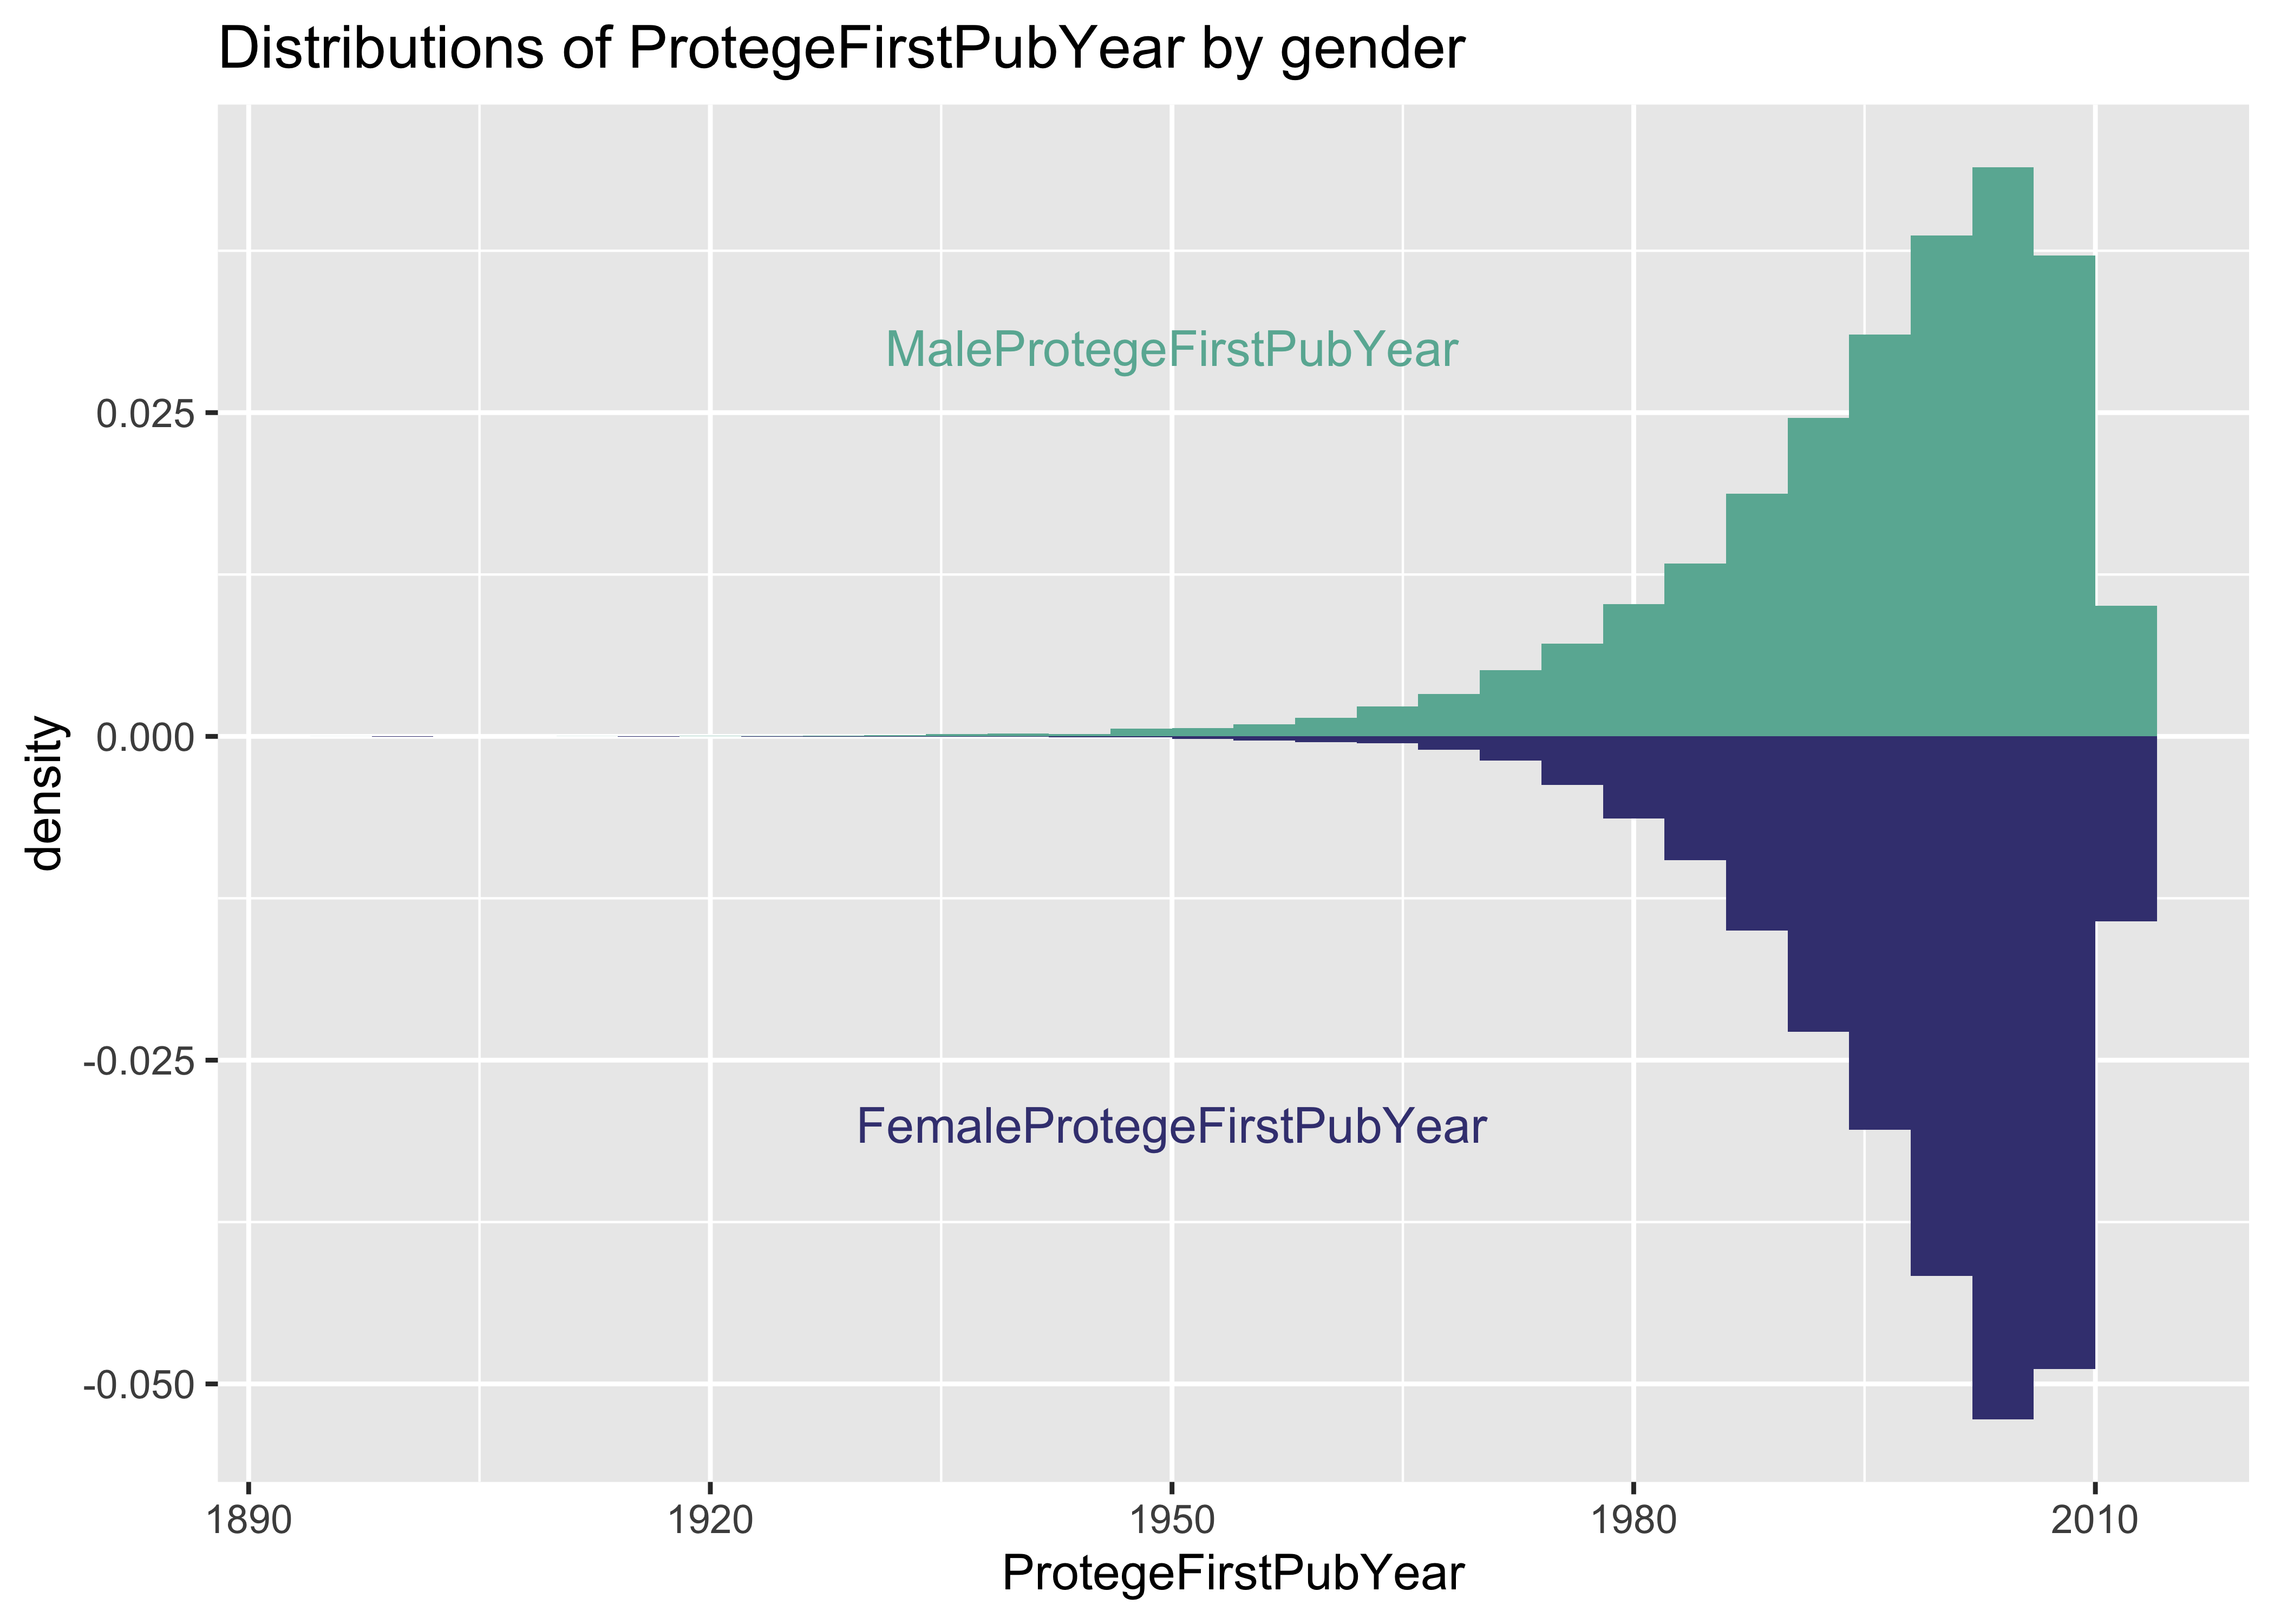 Distributions of ProtegeFirstPubYear by gender
MaleProtegeFirstPubYear
0.025
0.000
density
-0.025
FemaleProtegeFirstPubYear
-0.050
1890 1920 1950 1980 2010
ProtegeFirstPubYear